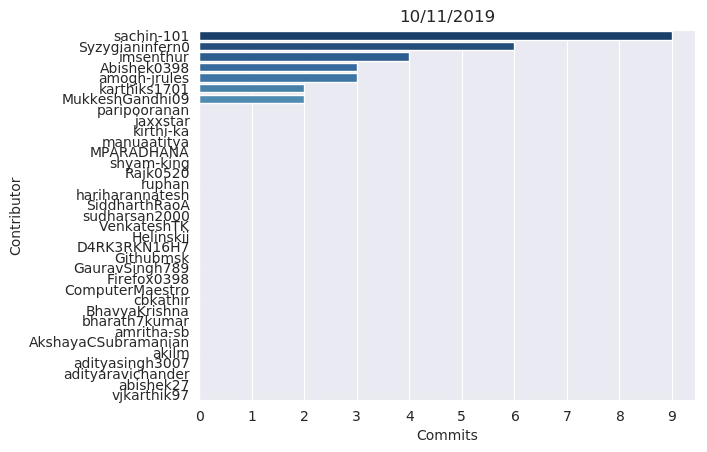 10/11/2019
sachin-101
Syzygianinfern0
imsenthur
Abishek0398
amogh-jrules
karthiks1701
MukkeshGandhi09
paripooranan
jaxxstar
kirthi-ka
manuaatitya
MPARADHANA
shyam-king
Rajk0520
ruphan
hariharannatesh
SiddharthRaoA
sudharsan2000
VenkateshTK
Helinskij
D4RK3RKN16H7
Githubmsk
GauravSingh789
Firefox0398
ComputerMaestro
cbkathir
BhavyaKrishna
bharath7kumar
amritha-sb
AkshayaCSubramanian
akilm
adityasingh3007
adityaravichander
abishek27
vjkarthik97
Contributor
0 1 2 3 4 5 6 7 8 9
Commits